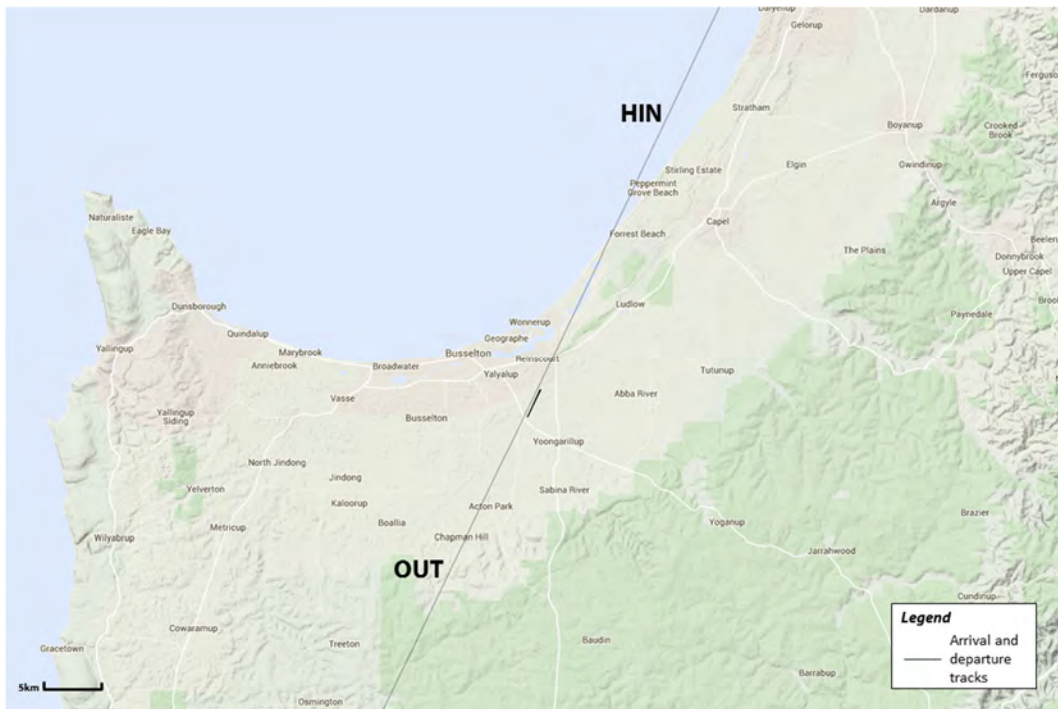 Dalyellup
Gelorup
Dardanup
HIN
Stratham
Ferguso
Boyanup
Crooked
Brook
Elgin
Gwindinup
Stirling Estate
Peppermint
Grove Beach
Argyle
Naturaliste
Eagle Bay
Capel
Forrest Beach
Beelerup
The Plains
Donnybrook
Upper Capel
Dunsborough
Ludlow
Paynedale
Brook
Wonnerup
Quindalup
Geographe
Yallingup
Marybrook
Busselton
Reinscourt
Anniebrook
Broadwater
Yalyalup
Tutunup
Vasse
Abba River
Yallingup
Siding
Busselton
Yoongarillup
North Jindong
Jindong
Yelverton
Sabina River
Kaloorup
Acton Park
Metricup
Boallia
Yoganup
Brazier
Wilyabrup
Chapman Hill
Jarrahwood
OUT
Cundinup
Legend
Cowaramup
Arrival and
departure
tracks
Baudin
Treeton
Gracetown
Barrabup
5km
Osmington